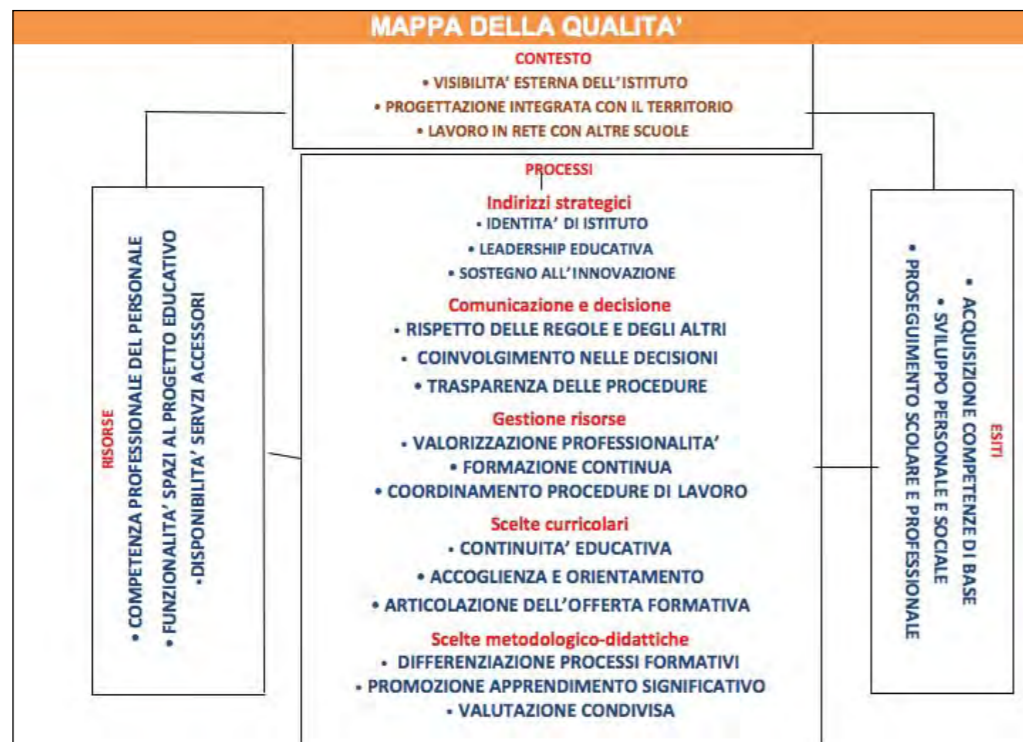 MAPPA DELLA QUALITA'
CONTESTO
• VISIBILITA' ESTERNA DELL'ISTITUTO
• PROGETTAZIONE INTEGRATA CON IL TERRITORIO
• LAVORO IN RETE CON ALTRE SCUOLE
RISORSE
• COMPETENZA PROFESSIONALE DEL PERSONALE
• FUNZIONALITA' SPAZI AL PROGETTO EDUCATIVO
• DISPONIBILITA' SERVZI ACCESSORI
PROCESSI
Indirizzi strategici
• IDENTITA' DI ISTITUTO
• LEADERSHIP EDUCATIVA
• SOSTEGNO ALL'INNOVAZIONE
Comunicazione e decisione
• RISPETTO DELLE REGOLE E DEGLI ALTRI
• COINVOLGIMENTO NELLE DECISIONI
• TRASPARENZA DELLE PROCEDURE
Gestione risorse
• VALORIZZAZIONE PROFESSIONALITA'
• FORMAZIONE CONTINUA
• COORDINAMENTO PROCEDURE DI LAVORO
Scelte curricolari
• CONTINUITA' EDUCATIVA
• ACCOGLIENZA E ORIENTAMENTO
• ARTICOLAZIONE DELL'OFFERTA FORMATIVA
Scelte metodologico-didattiche
• DIFFERENZIAZIONE PROCESSI FORMATIVI
• PROMOZIONE APPRENDIMENTO SIGNIFICATIVO
• VALUTAZIONE CONDIVISA
ESITI
• ACQUISIZIONE COMPETENZE DI BASE
• SVILUPPO PERSONALE E SOCIALE
• PROSEGUIMENTO SCOLARE E PROFESSIONALE